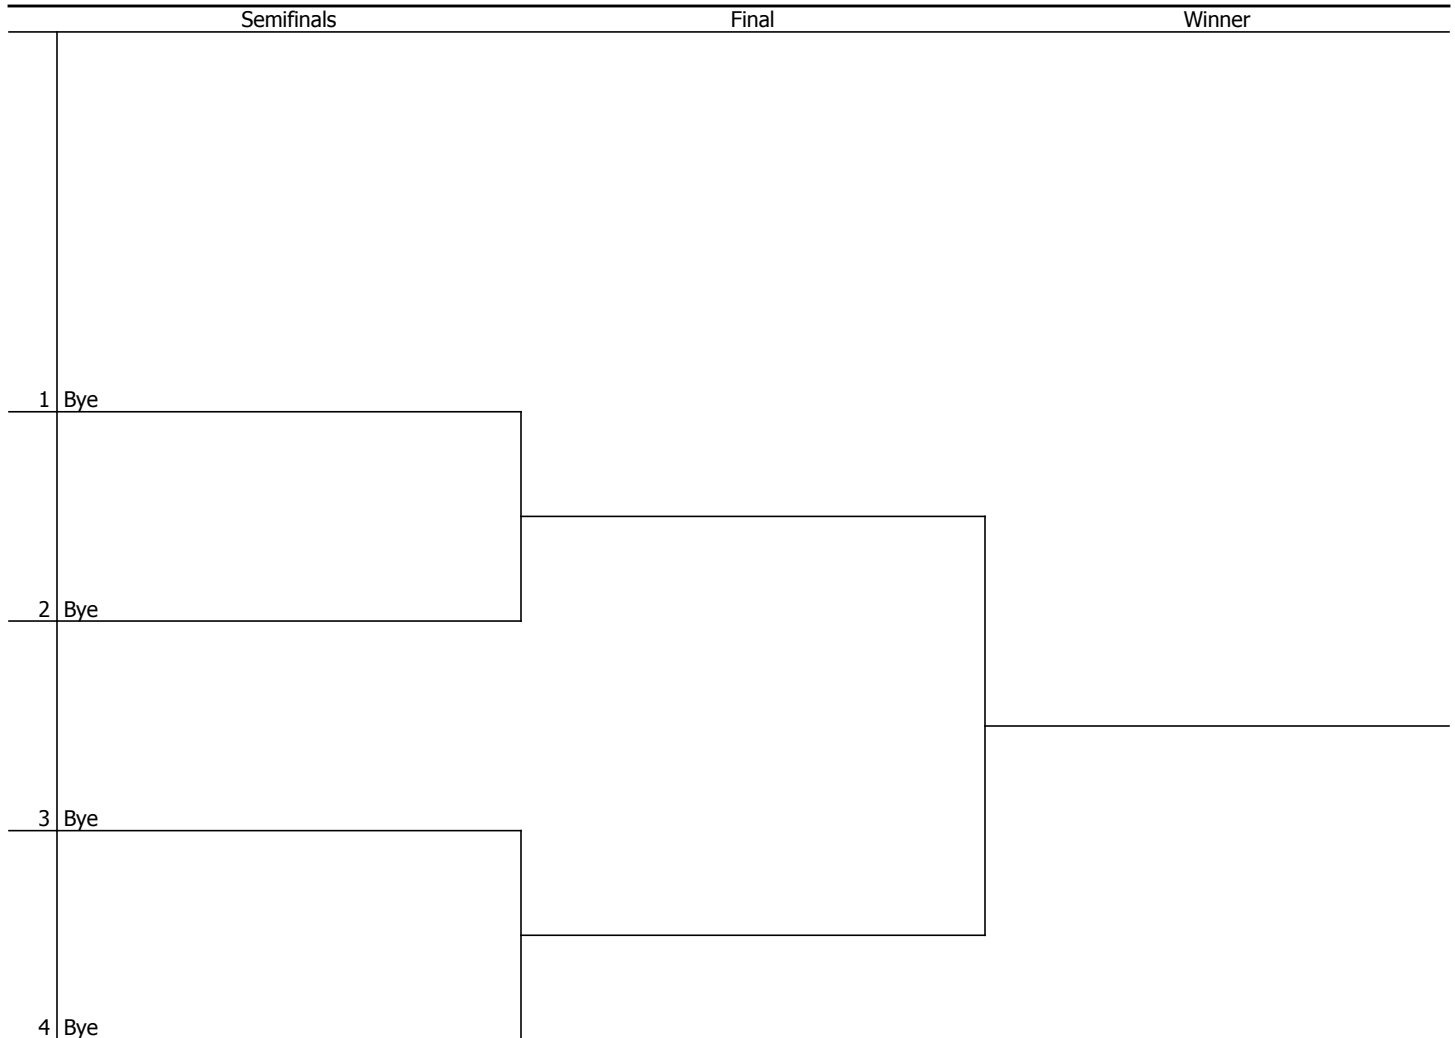 Semifinals Final Winner
1 Bye
2 Bye
3 Bye
4 Bye